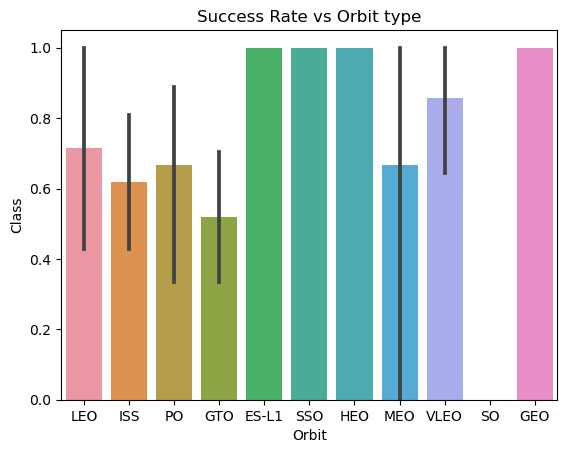 Success Rate vs Orbit type
1.0
0.8
0.6
0.4
0.2
0.0
Class
LEO ISS PO GTO ES-L1 SSO HEO MEO VLEO SO GEO
Orbit